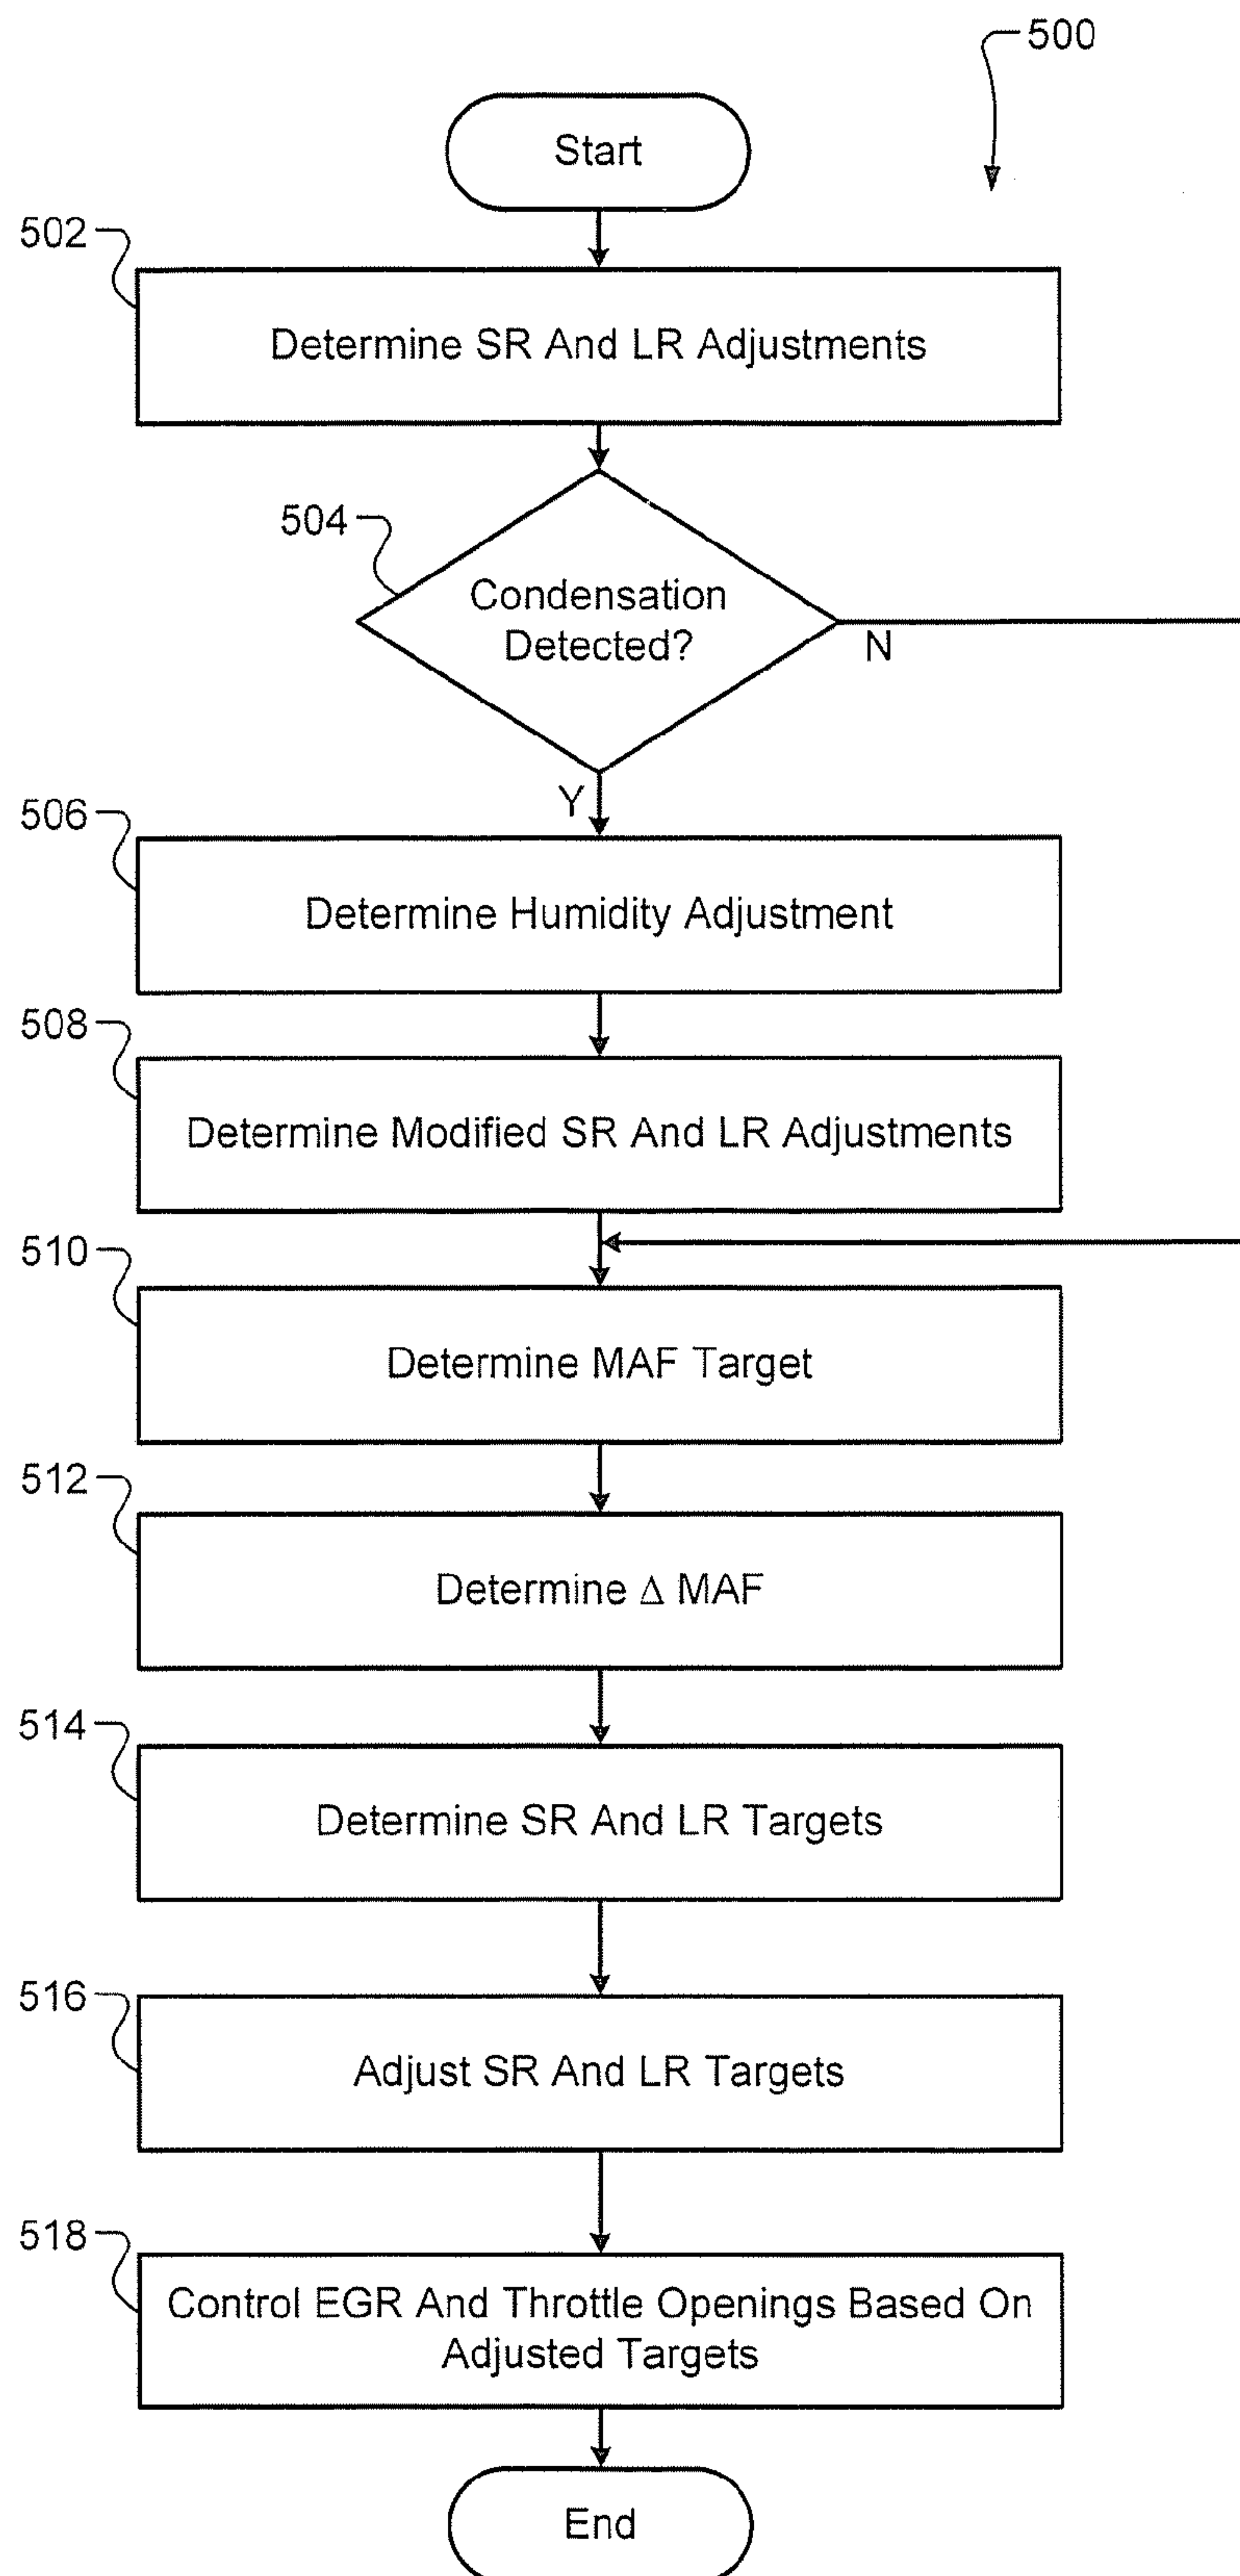 500
Start
502
Determine SR And LR Adjustments
504
Condensation
Detected?
N
Y
506
Determine Humidity Adjustment
508
Determine Modified SR And LR Adjustments
510
Determine MAF Target
512
Determine Δ MAF
514
Determine SR And LR Targets
516
Adjust SR And LR Targets
518
Control EGR And Throttle Openings Based On
Adjusted Targets
End